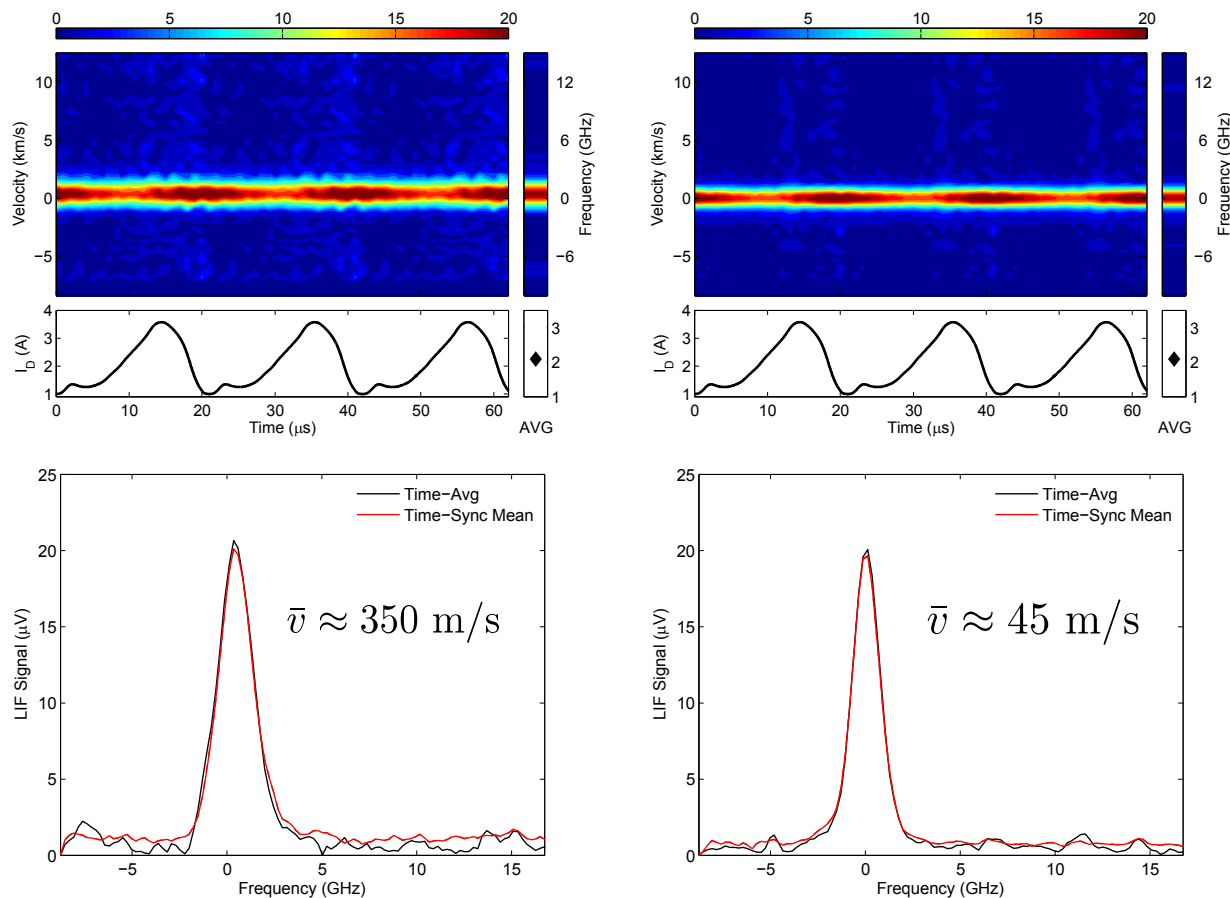 0 5 10 15 20
Velocity (km/s)
10
5
0
−5
12
6
0
−6
Frequency (GHz)
I_D (A)
4
3
2
1
0 10 20 30 40 50 60
Time (μs)
3
2
1
AVG
0 5 10 15 20
Velocity (km/s)
10
5
0
−5
12
6
0
−6
Frequency (GHz)
I_D (A)
4
3
2
1
0 10 20 30 40 50 60
Time (μs)
3
2
1
AVG
25
20
15
10
5
0
LIF Signal (μV)
Time−Avg
Time−Sync Mean
v̄ ≈ 350 m/s
−5 0 5 10 15
Frequency (GHz)
25
20
15
10
5
0
LIF Signal (μV)
Time−Avg
Time−Sync Mean
v̄ ≈ 45 m/s
−5 0 5 10 15
Frequency (GHz)